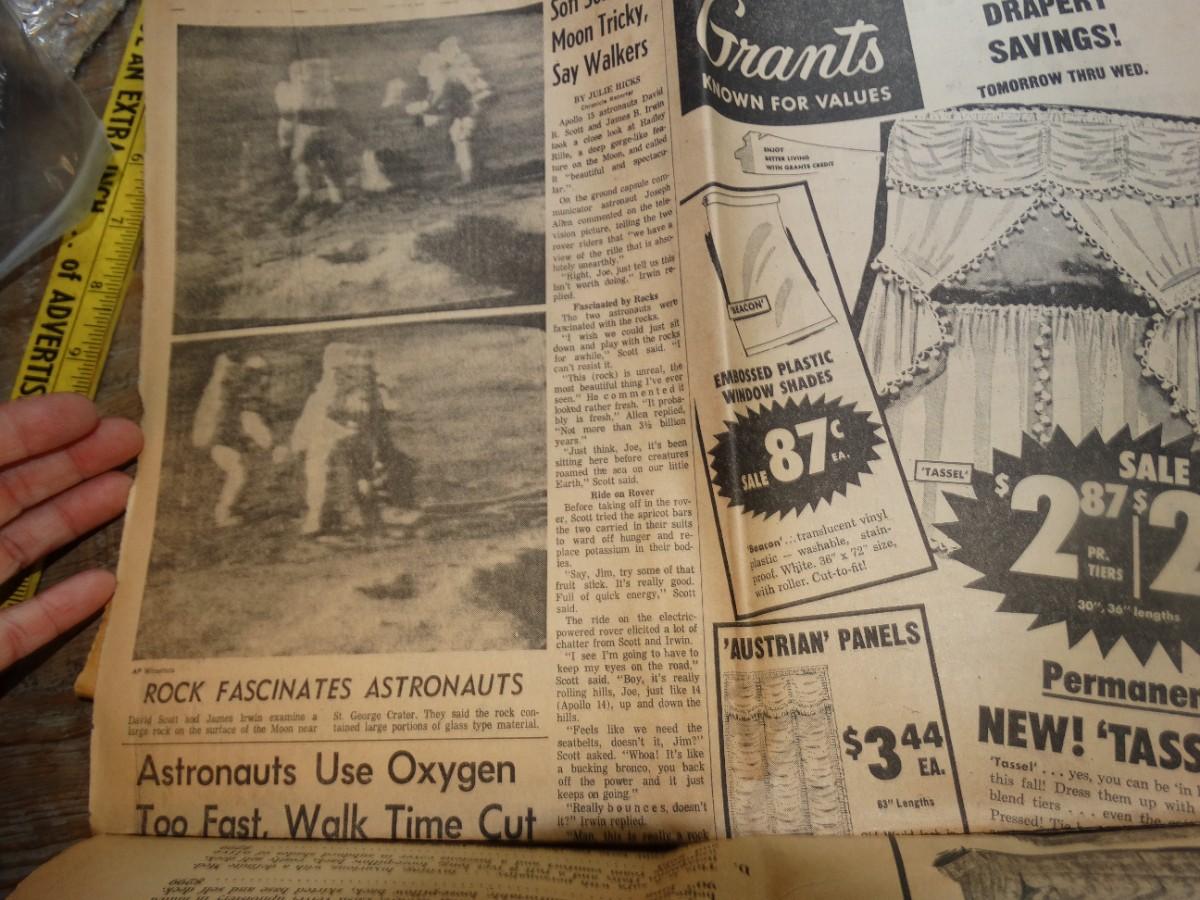 E AN EXTRA INCH . . . of ADVERTIS
6
7
8
9
Moon Tricky,
Say Walkers
BY JULIE HICKS
Chronicle Reporter
Apollo 15 astronauts David
R. Scott and James B. Irwin
took a close look at Hadley
Rille, a deep gorge-like fea-
ture on the Moon, and called
it "beautiful and spectacu-
lar."
On the ground capsule com-
municator astronaut Joseph
Allen commented on the tele-
vision picture, telling the two
rover riders that "we have a
view of the rille that is abso-
lutely unearthly."
"Right, Joe, just tell us this
isn't worth doing," Irwin re-
plied.
Fascinated by Rocks
The two astronauts were
fascinated with the rocks.
"I wish we could just sit
down and play with the rocks
for awhile," Scott said. "I
can't resist it.
"This (rock) is unreal, the
most beautiful thing I've ever
seen." He commented it
looked rather fresh. "It proba-
bly is fresh," Allen replied,
"Not more than 3½ billion
years."
"Just think, Joe, it's been
sitting here before creatures
roamed the sea on our little
Earth," Scott said.
Ride on Rover
Before taking off in the rov-
er, Scott tried the apricot bars
the two carried in their suits
to ward off hunger and re-
place potassium in their bod-
ies.
"Say, Jim, try some of that
fruit stick. It's really good.
Full of quick energy," Scott
said.
The ride on the electric-
powered rover elicited a lot of
chatter from Scott and Irwin.
"I see I'm going to have to
keep my eyes on the road,"
Scott said. "Boy, it's really
rolling hills, Joe, just like 14
(Apollo 14), up and down the
hills.
"Feels like we need the
seatbelts, doesn't it, Jim?"
Scott asked. "Whoa! It's like
a bucking bronco, you back
off the power and it just
keeps on going."
"Really bounces, doesn't
it?" Irwin replied.
"Man, this is really a rock
AP Wirephoto
ROCK FASCINATES ASTRONAUTS
David Scott and James Irwin examine a
large rock on the surface of the Moon near
St. George Crater. They said the rock con-
tained large portions of glass type material.
Astronauts Use Oxygen
Too Fast, Walk Time Cut
Grants
KNOWN FOR VALUES
DRAPERY
SAVINGS!
TOMORROW THRU WED.
ENJOY
BETTER LIVING
WITH GRANTS CREDIT
'BEACON'
EMBOSSED PLASTIC
WINDOW SHADES
SALE 87¢ EA.
'Beacon' . . . translucent vinyl
plastic — washable, stain-
proof. White. 36" x 72" size,
with roller. Cut-to-fit!
'TASSEL'
SALE
$2 87 $2
PR.
TIERS
30", 36" lengths
'AUSTRIAN' PANELS
$3 44 EA.
63" Lengths
Permanen
NEW! 'TASS
'Tassel' . . . yes, you can be 'in
this fall! Dress them up with
blend tiers . . . even the
Pressed!